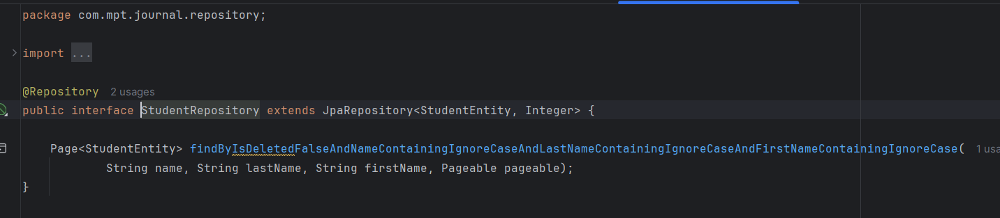 package com.mpt.journal.repository;
import ...
@Repository 2 usages
public interface StudentRepository extends JpaRepository<StudentEntity, Integer> {
Page<StudentEntity> findByIsDeletedFalseAndNameContainingIgnoreCaseAndLastNameContainingIgnoreCaseAndFirstNameContainingIgnoreCase( 1 usa
String name, String lastName, String firstName, Pageable pageable);
}